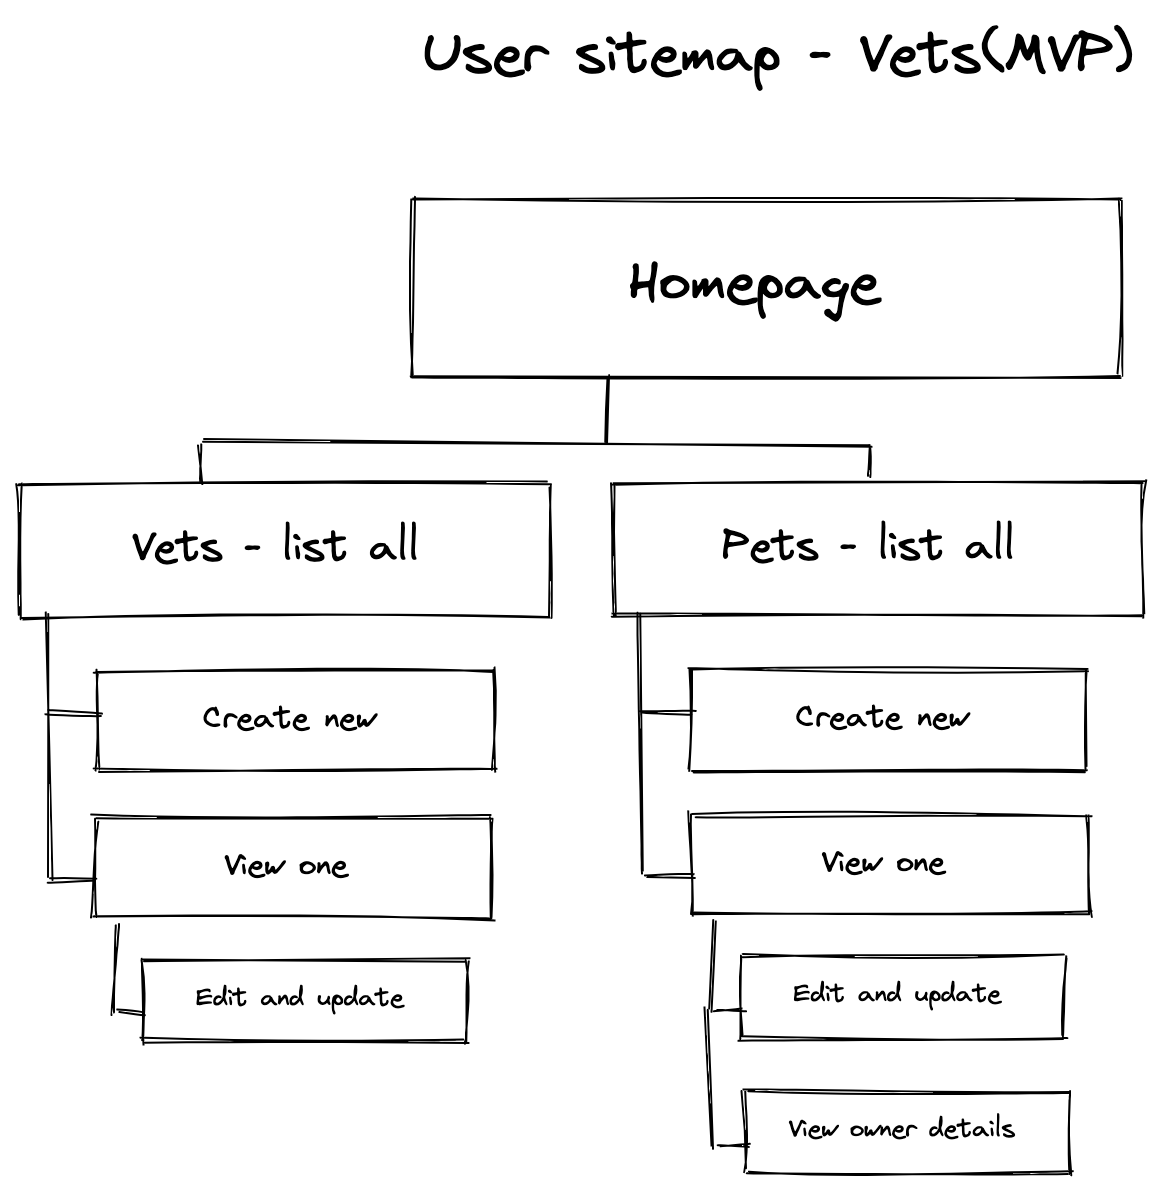 User sitemap - Vets(MVP)
Homepage
Vets - list all
Create new
View one
Edit and update
Pets - list all
Create new
View one
Edit and update
View owner details